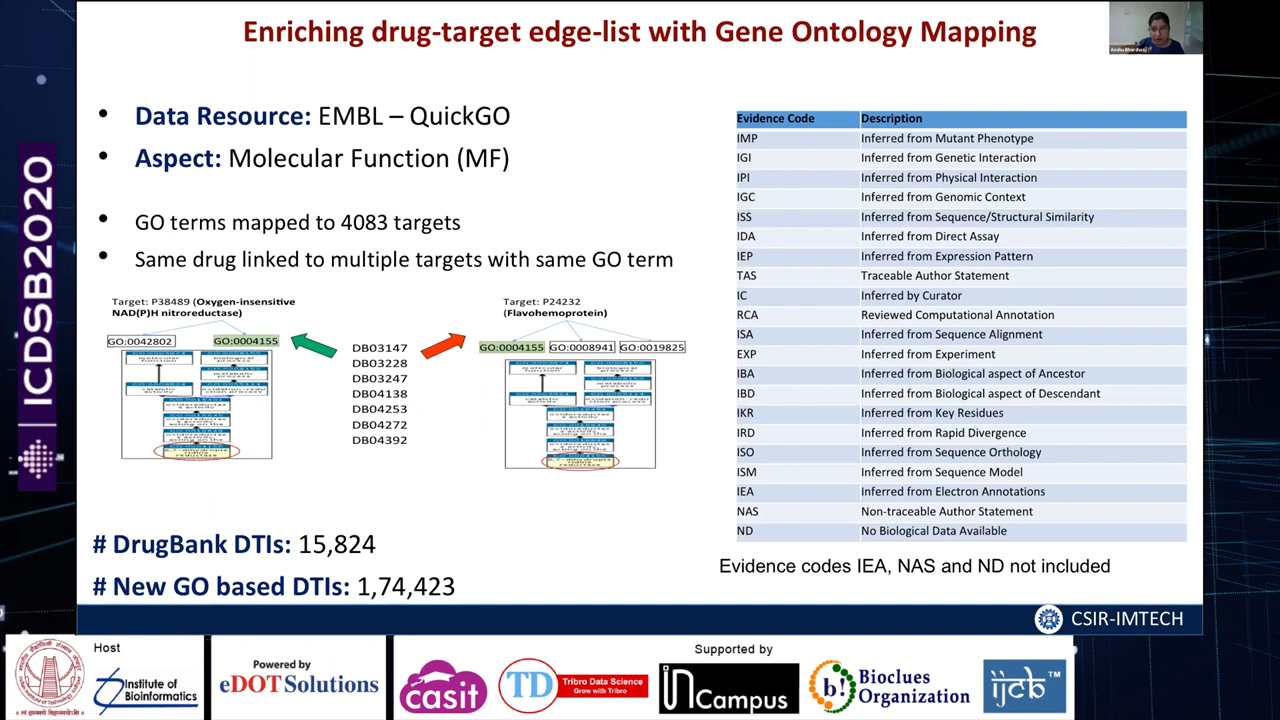 Enriching drug-target edge-list with Gene Ontology Mapping
Anshu Bhardwaj
ICDSB2020
• Data Resource: EMBL – QuickGO
• Aspect: Molecular Function (MF)
• GO terms mapped to 4083 targets
• Same drug linked to multiple targets with same GO term
Target: P38489 (Oxygen-insensitive
NAD(P)H nitroreductase)
GO:0042802
GO:0004155
DB03147
DB03228
DB03247
DB04138
DB04253
DB04272
DB04392
Target: P24232
(Flavohemoprotein)
GO:0004155
GO:0008941
GO:0019825
# DrugBank DTIs: 15,824
# New GO based DTIs: 1,74,423
Evidence Code Description
IMP Inferred from Mutant Phenotype
IGI Inferred from Genetic Interaction
IPI Inferred from Physical Interaction
IGC Inferred from Genomic Context
ISS Inferred from Sequence/Structural Similarity
IDA Inferred from Direct Assay
IEP Inferred from Expression Pattern
TAS Traceable Author Statement
IC Inferred by Curator
RCA Reviewed Computational Annotation
ISA Inferred from Sequence Alignment
EXP Inferred from Experiment
IBA Inferred from Biological aspect of Ancestor
IBD Inferred from Biological aspect of Descendant
IKR Inferred from Key Residues
IRD Inferred from Rapid Divergence
ISO Inferred from Sequence Orthology
ISM Inferred from Sequence Model
IEA Inferred from Electron Annotations
NAS Non-traceable Author Statement
ND No Biological Data Available
Evidence codes IEA, NAS and ND not included
CSIR-IMTECH
Host
Institute of
Bioinformatics
Powered by
eDOT Solutions
Supported by
casit
TD
Tribro Data Science
Grow with Tribro
inCampus
b!
Bioclues
Organization
ijcb™